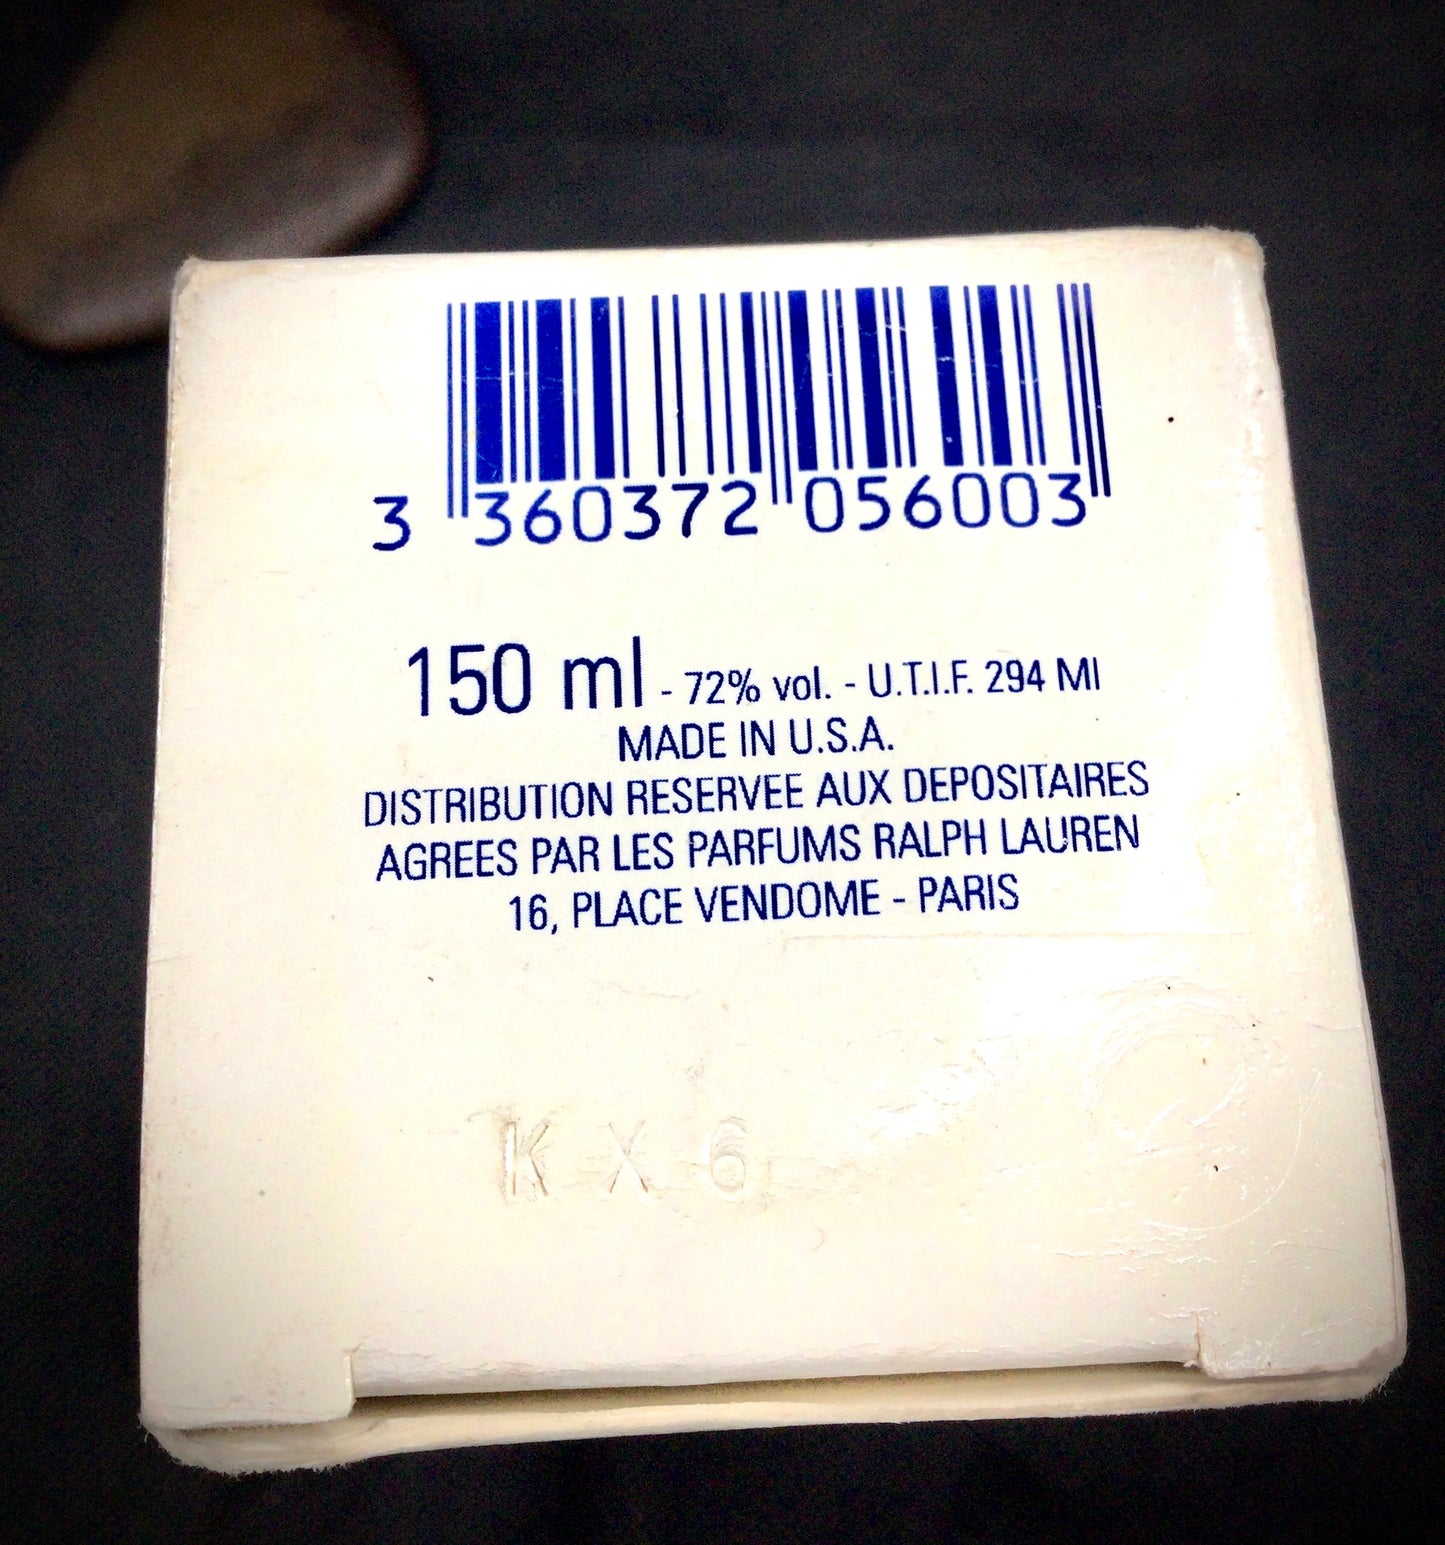 3 360372 056003
150 ml - 72% vol. - U.T.I.F. 294 MI
MADE IN U.S.A.
DISTRIBUTION RESERVEE AUX DEPOSITAIRES
AGREES PAR LES PARFUMS RALPH LAUREN
16, PLACE VENDOME - PARIS
K X 6